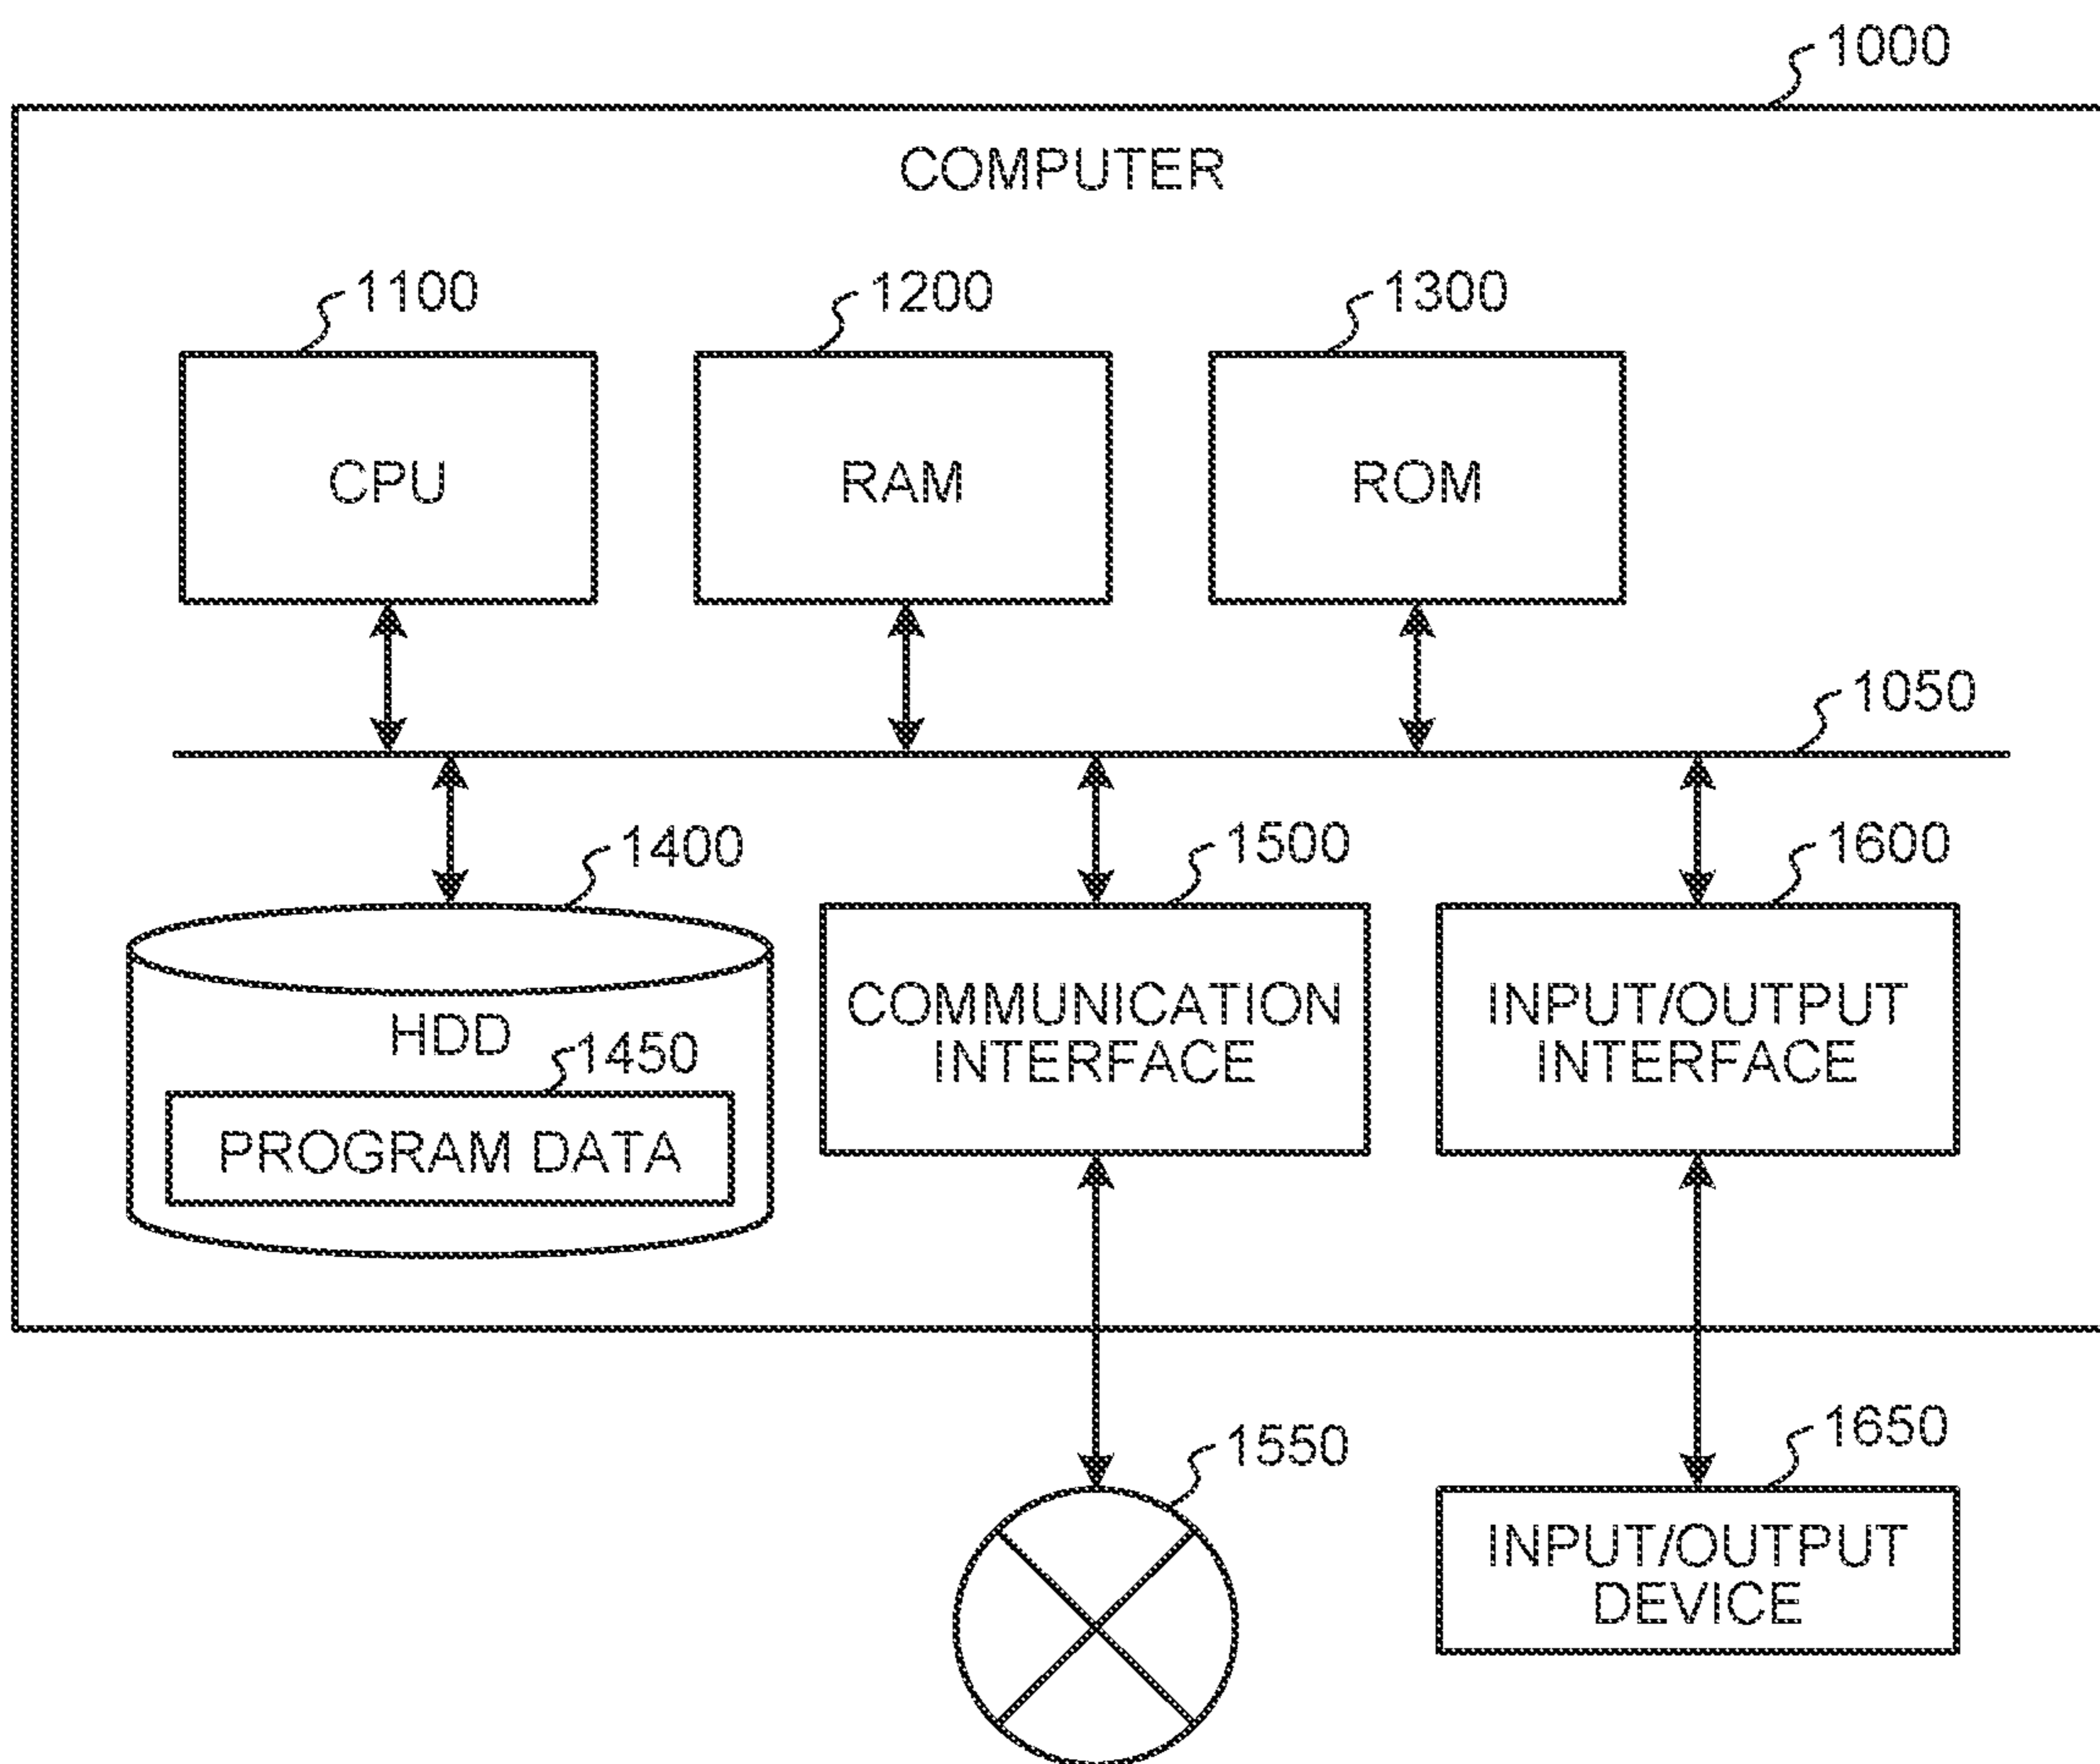 1000
COMPUTER
1100
1200
1300
CPU
RAM
ROM
1050
1400
1500
1600
HDD
1450
PROGRAM DATA
COMMUNICATION
INTERFACE
INPUT/OUTPUT
INTERFACE
1550
1650
INPUT/OUTPUT
DEVICE